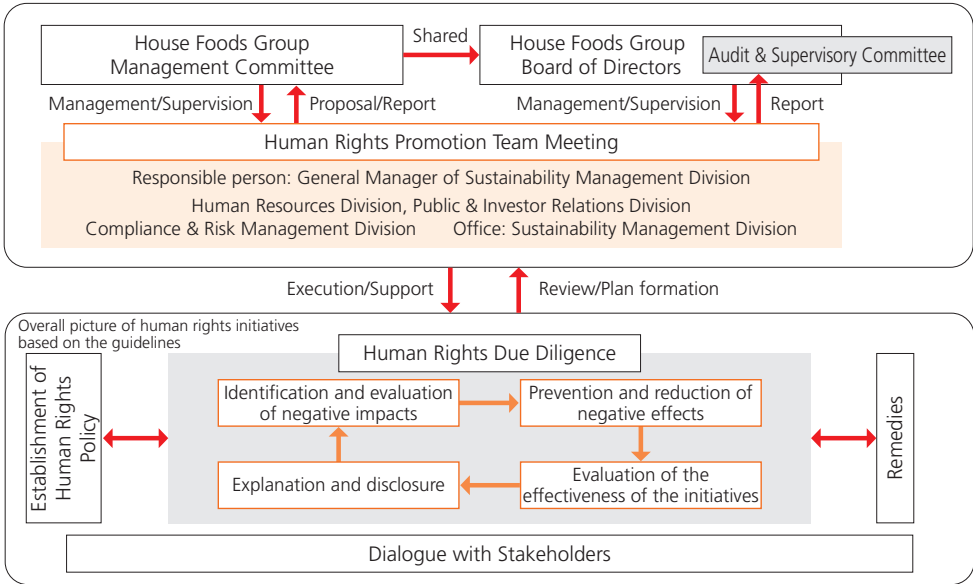 House Foods Group
Management Committee
Shared
House Foods Group
Board of Directors
Audit & Supervisory Committee
Management/Supervision
Proposal/Report
Management/Supervision
Report
Human Rights Promotion Team Meeting
Responsible person: General Manager of Sustainability Management Division
Human Resources Division, Public & Investor Relations Division
Compliance & Risk Management Division Office: Sustainability Management Division
Execution/Support
Review/Plan formation
Overall picture of human rights initiatives
based on the guidelines
Establishment of
Human Rights
Policy
Human Rights Due Diligence
Identification and evaluation
of negative impacts
Prevention and reduction of
negative effects
Explanation and disclosure
Evaluation of the
effectiveness of the initiatives
Remedies
Dialogue with Stakeholders